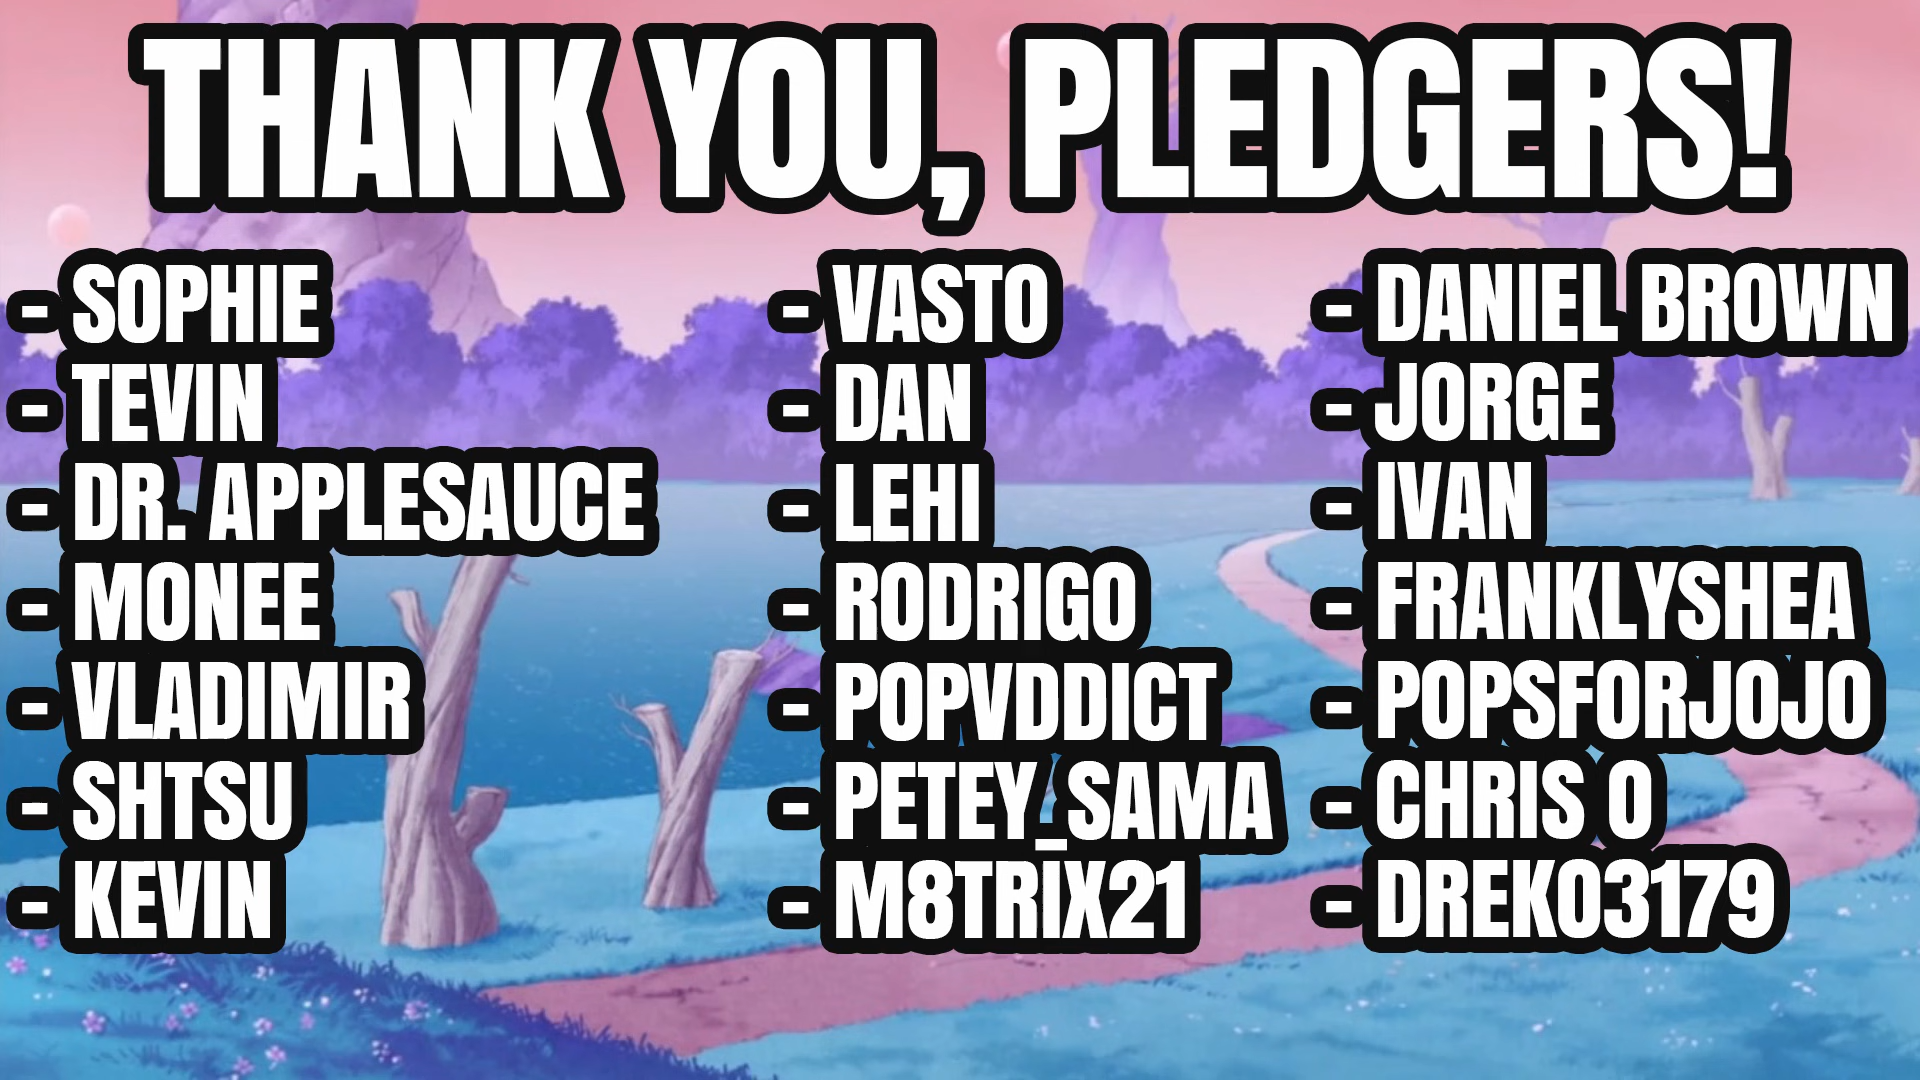 THANK YOU, PLEDGERS!
- SOPHIE
- TEVIN
- DR. APPLESAUCE
- MONEE
- VLADIMIR
- SHTSU
- KEVIN
- VASTO
- DAN
- LEHI
- RODRIGO
- POPVDDICT
- PETEY_SAMA
- M8TRIX21
- DANIEL BROWN
- JORGE
- IVAN
- FRANKLYSHEA
- POPSFORJOJO
- CHRIS O
- DREKO3179